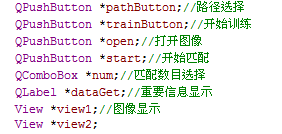 QPushButton *pathButton;//路径选择
QPushButton *trainButton;//开始训练
QPushButton *open;//打开图像
QPushButton *start;//开始匹配
QComboBox *num;//匹配数目选择
QLabel *dataGet;//重要信息显示
View *view1;//图像显示
View *view2;